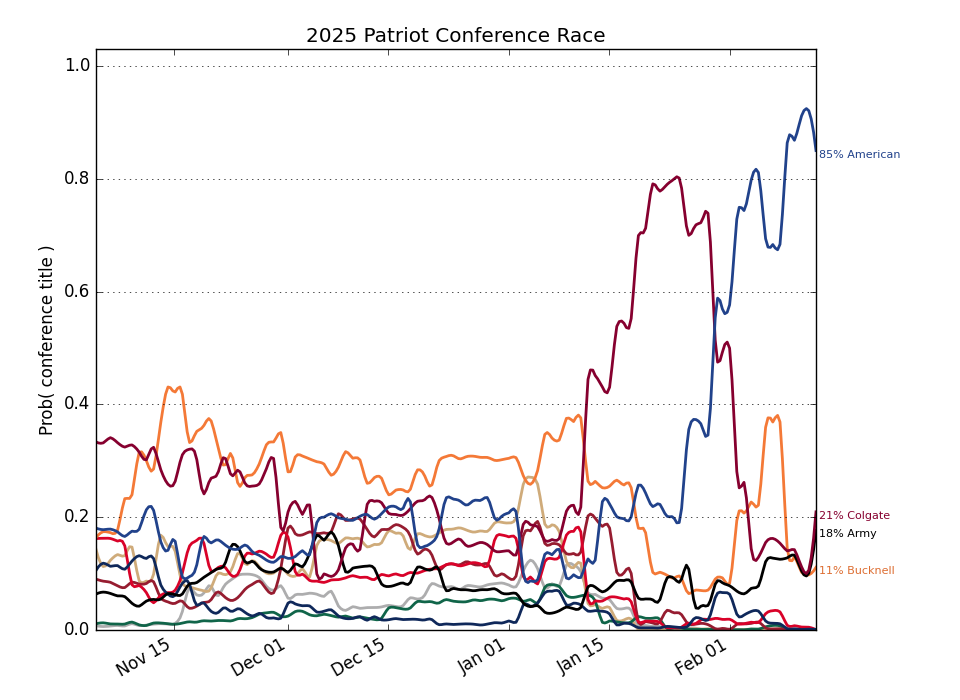 2025 Patriot Conference Race
Prob( conference title )
1.0
0.8
0.6
0.4
0.2
0.0
85% American
21% Colgate
18% Army
11% Bucknell
Nov 15
Dec 01
Dec 15
Jan 01
Jan 15
Feb 01